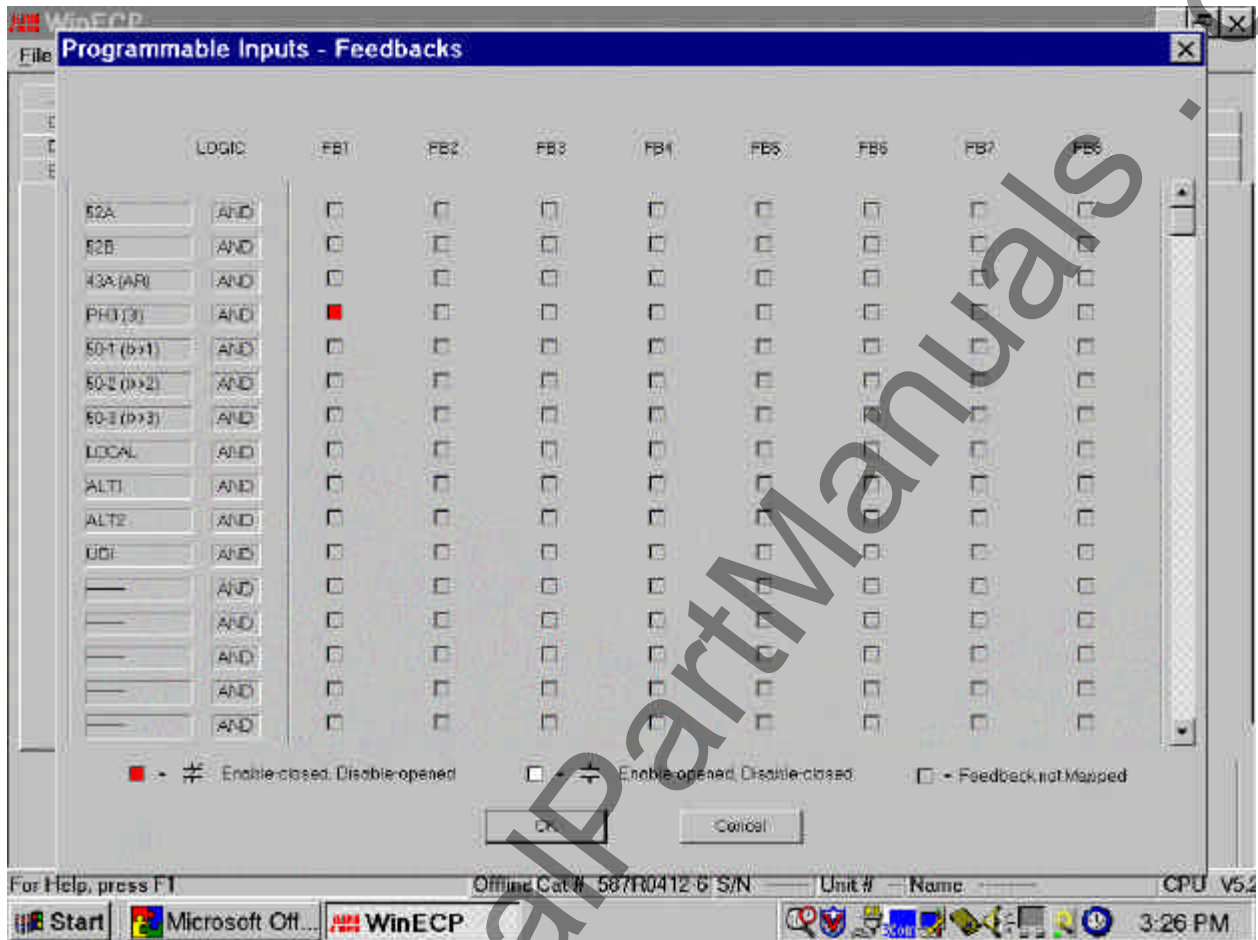 WinECP
File Programmable Inputs - Feedbacks
LOGIC FB1 FB2 FB3 FB4 FB5 FB6 FB7 FB8
52A AND
52B AND
43A (AR) AND
PH3 (3) AND
50-1 (I>>1) AND
50-2 (I>>2) AND
50-3 (I>>3) AND
LOCAL AND
ALT1 AND
ALT2 AND
UDI AND
------ AND
------ AND
------ AND
------ AND
------ AND
- Enable-closed, Disable-opened - Enable-opened, Disable-closed - Feedback not Mapped
OK Cancel
For Help, press F1 Offline Cat # 587R0412-6 S/N ------ Unit # --- Name ------ CPU V5.2
Start Microsoft Off... WinECP 3:26 PM
alPartManuals .